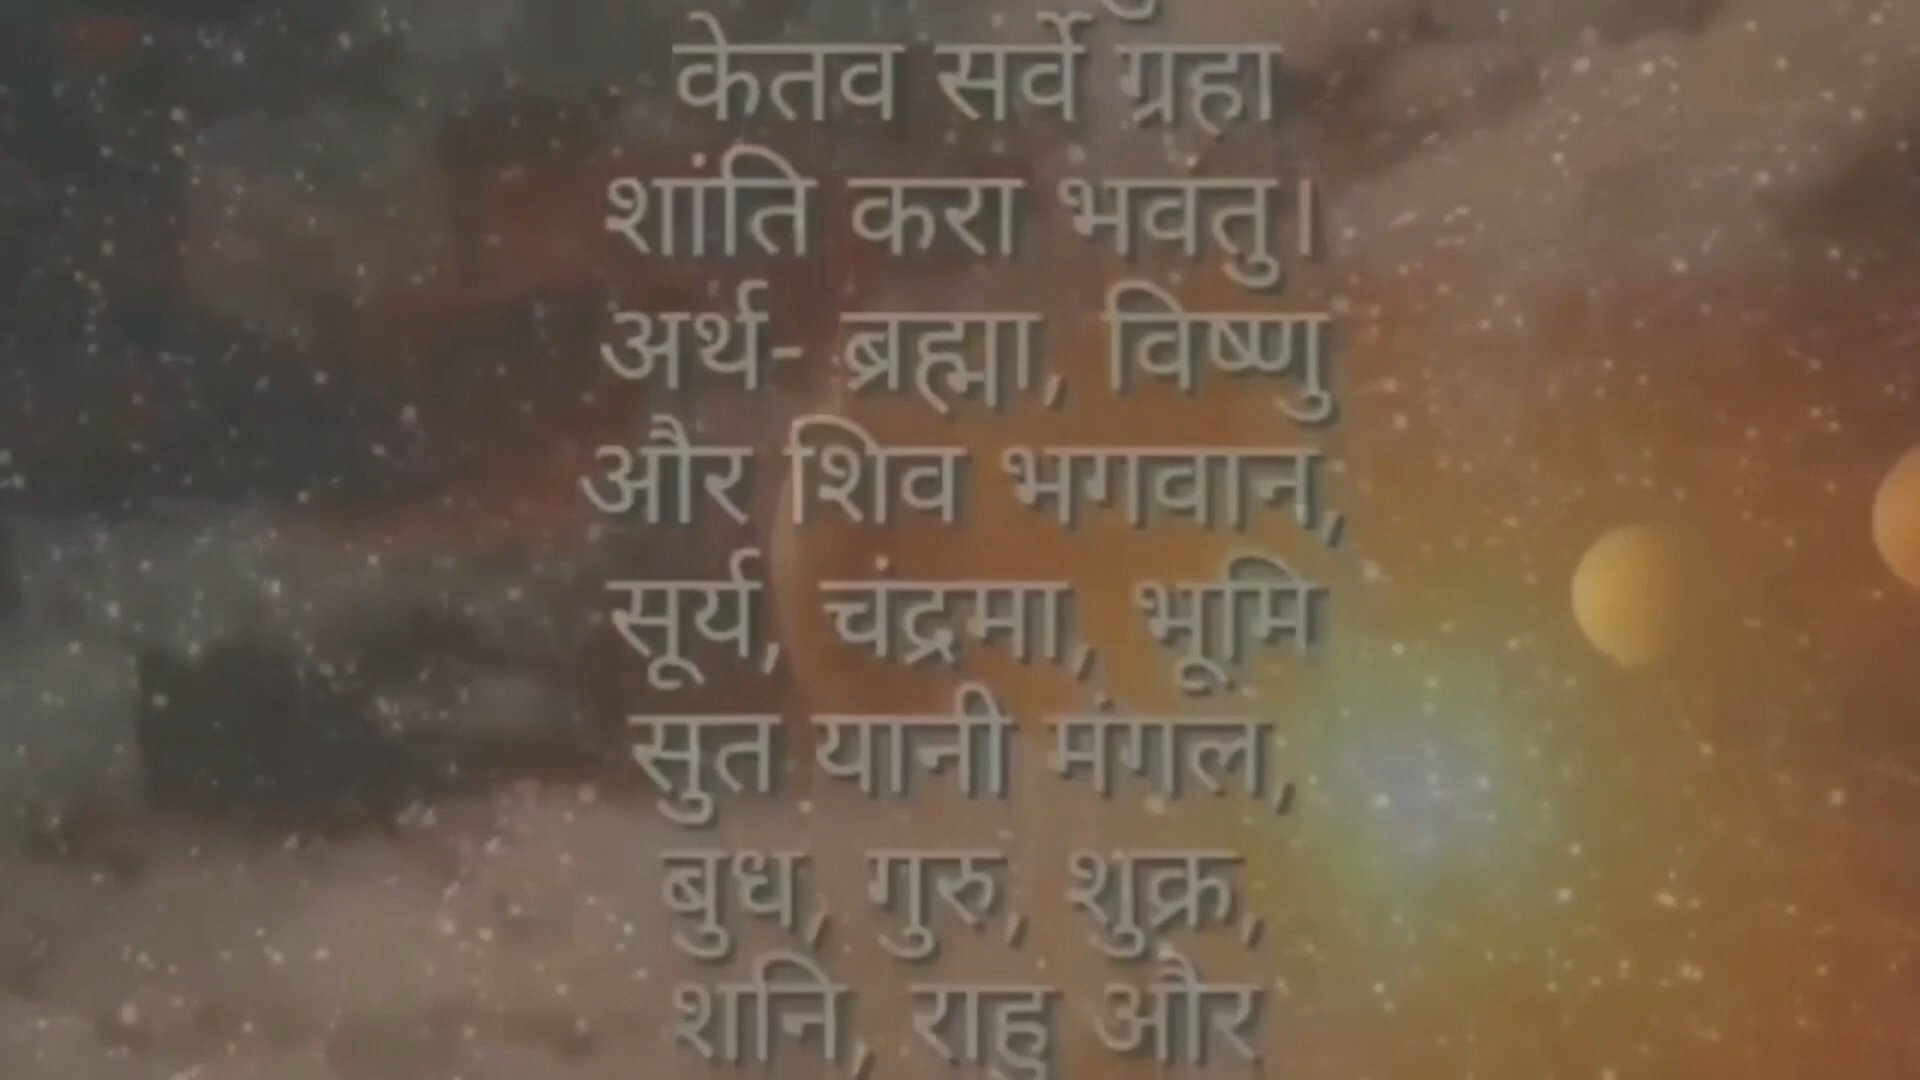 केतव सर्वे ग्रहा
शांति करा भवंतु।
अर्थ- ब्रह्मा, विष्णु
और शिव भगवान,
सूर्य, चंद्रमा, भूमि
सुत यानी मंगल,
बुध, गुरु, शुक्र,
शनि, राहु और